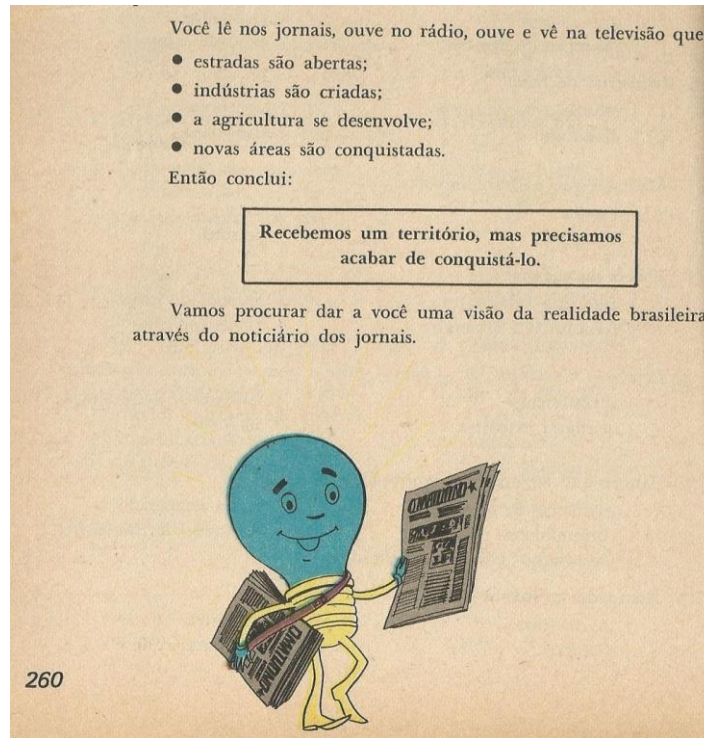 Você lê nos jornais, ouve no rádio, ouve e vê na televisão que
● estradas são abertas;
● indústrias são criadas;
● a agricultura se desenvolve;
● novas áreas são conquistadas.
Então conclui:
Recebemos um território, mas precisamos
acabar de conquistá-lo.
Vamos procurar dar a você uma visão da realidade brasileira
através do noticiário dos jornais.
260